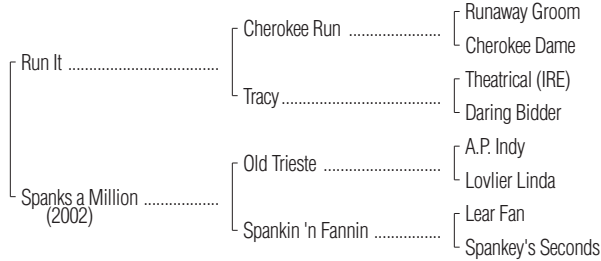 Runaway Groom
Cherokee Run ......................
Cherokee Dame
Run It ....................................
Theatrical (IRE)
Tracy......................................
Daring Bidder
A.P. Indy
Old Trieste ............................
Lovlier Linda
Spanks a Million ..................
(2002)
Lear Fan
Spankin 'n Fannin ................
Spankey's Seconds